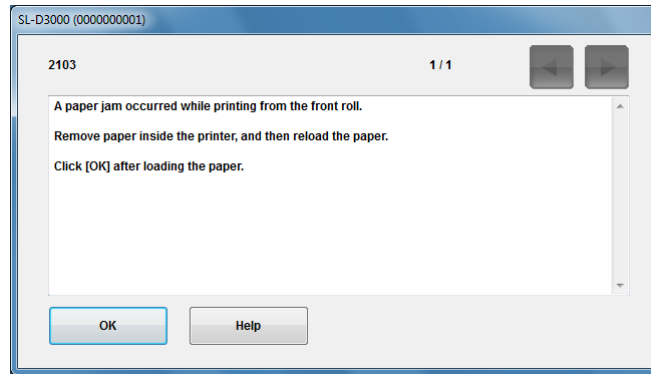 SL-D3000 (0000000001)
2103 1 / 1
A paper jam occurred while printing from the front roll.
Remove paper inside the printer, and then reload the paper.
Click [OK] after loading the paper.
OK Help